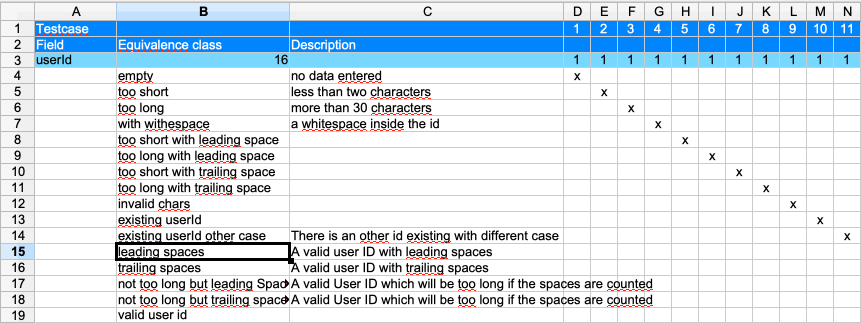 A B C D E F G H I J K L M N
1 Testcase 1 2 3 4 5 6 7 8 9 10 11
2 Field Equivalence class Description
3 userId 16 1 1 1 1 1 1 1 1 1 1 1
4 empty no data entered x
5 too short less than two characters x
6 too long more than 30 characters x
7 with withespace a whitespace inside the id x
8 too short with leading space x
9 too long with leading space x
10 too short with trailing space x
11 too long with trailing space x
12 invalid chars x
13 existing userId x
14 existing userId other case There is an other id existing with different case x
15 leading spaces A valid user ID with leading spaces
16 trailing spaces A valid user ID with trailing spaces
17 not too long but leading Spac A valid User ID which will be too long if the spaces are counted
18 not too long but trailing space A valid User ID which will be too long if the spaces are counted
19 valid user id